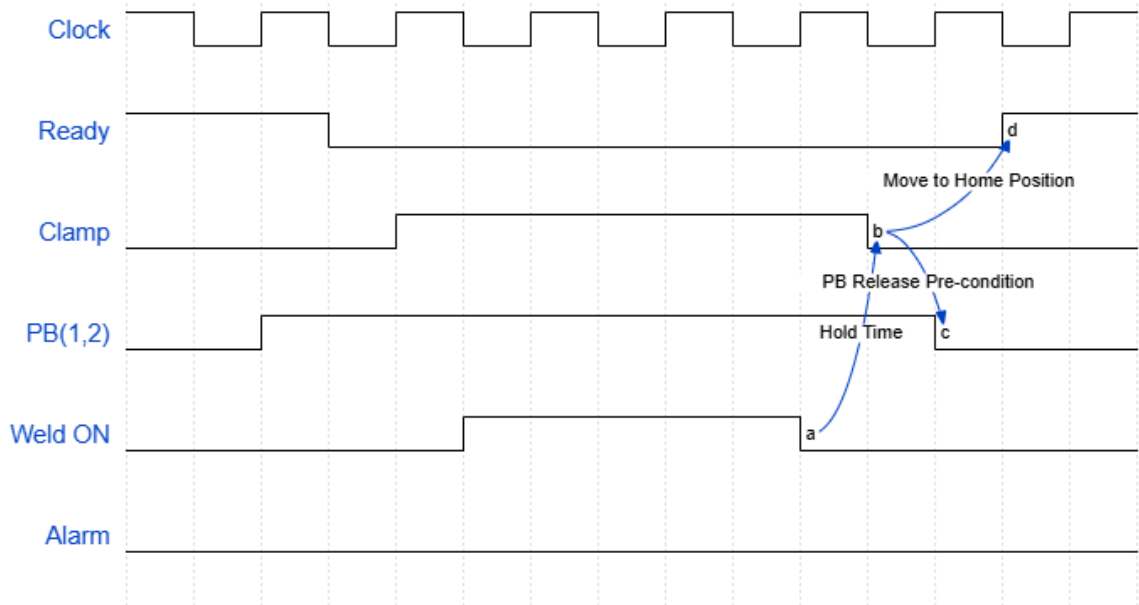 Clock
Ready
d
Move to Home Position
Clamp
b
PB Release Pre-condition
PB(1,2)
Hold Time
c
Weld ON
a
Alarm